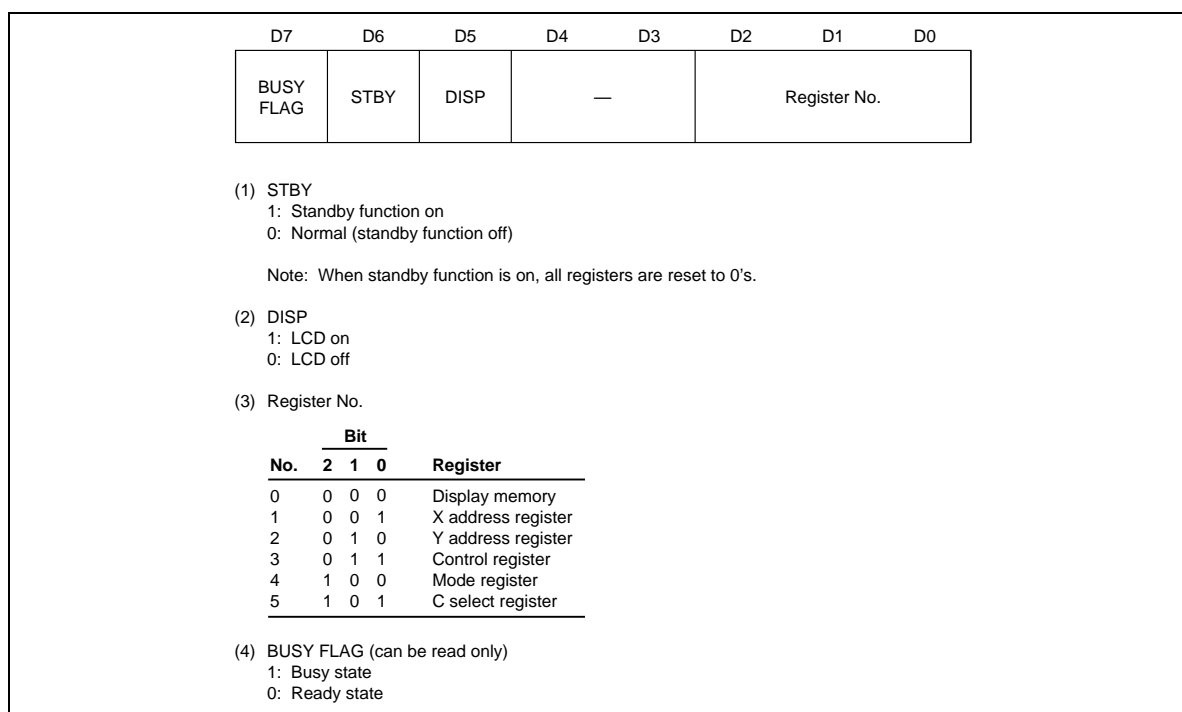 D7 D6 D5 D4 D3 D2 D1 D0
BUSY FLAG STBY DISP — Register No.
(1) STBY
1: Standby function on
0: Normal (standby function off)
Note: When standby function is on, all registers are reset to 0's.
(2) DISP
1: LCD on
0: LCD off
(3) Register No.
Bit
No. 2 1 0 Register
0 0 0 0 Display memory
1 0 0 1 X address register
2 0 1 0 Y address register
3 0 1 1 Control register
4 1 0 0 Mode register
5 1 0 1 C select register
(4) BUSY FLAG (can be read only)
1: Busy state
0: Ready state